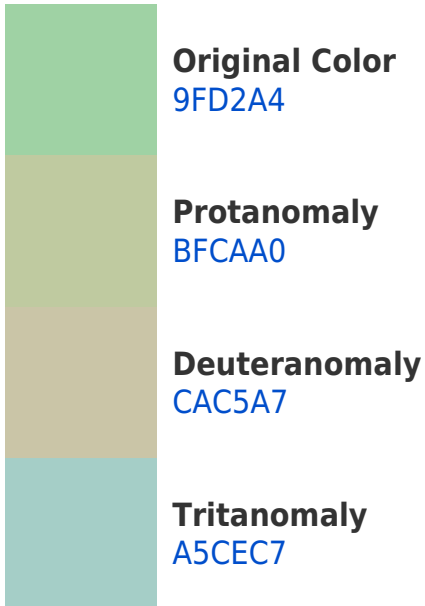 Original Color
9FD2A4
Protanomaly
BFCAA0
Deuteranomaly
CAC5A7
Tritanomaly
A5CEC7